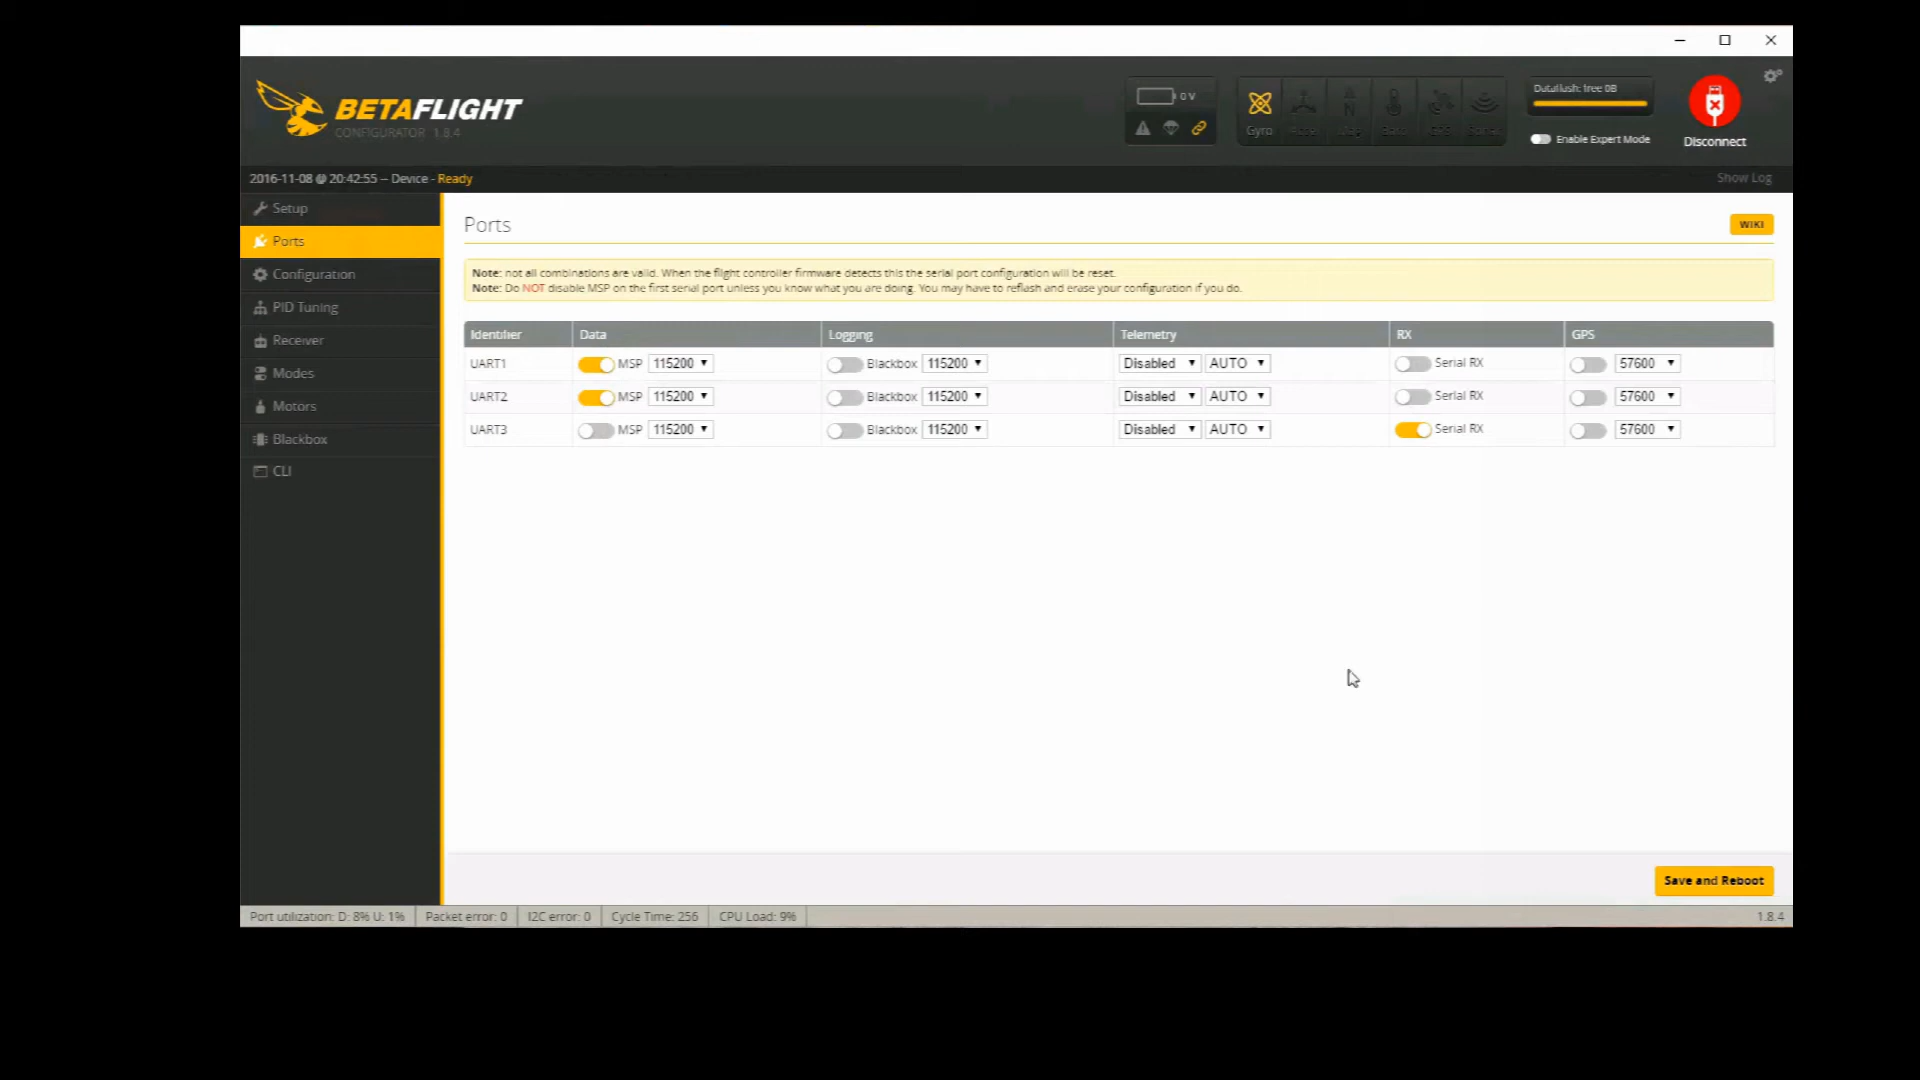 BETAFLIGHT
CONFIGURATOR 1.8.4
0 V
Gyro
Dataflash: free 0B
Enable Expert Mode
Disconnect
2016-11-08 @ 20:42:55 -- Device - Ready
Show Log
Setup
Ports
Configuration
PID Tuning
Receiver
Modes
Motors
Blackbox
CLI
Ports
WIKI
Note: not all combinations are valid. When the flight controller firmware detects this the serial port configuration will be reset.
Note: Do NOT disable MSP on the first serial port unless you know what you are doing. You may have to reflash and erase your configuration if you do.
Identifier Data Logging Telemetry RX GPS
UART1 MSP 115200 Blackbox 115200 Disabled AUTO Serial RX 57600
UART2 MSP 115200 Blackbox 115200 Disabled AUTO Serial RX 57600
UART3 MSP 115200 Blackbox 115200 Disabled AUTO Serial RX 57600
Save and Reboot
Port utilization: D: 8% U: 1% Packet error: 0 I2C error: 0 Cycle Time: 256 CPU Load: 9% 1.8.4